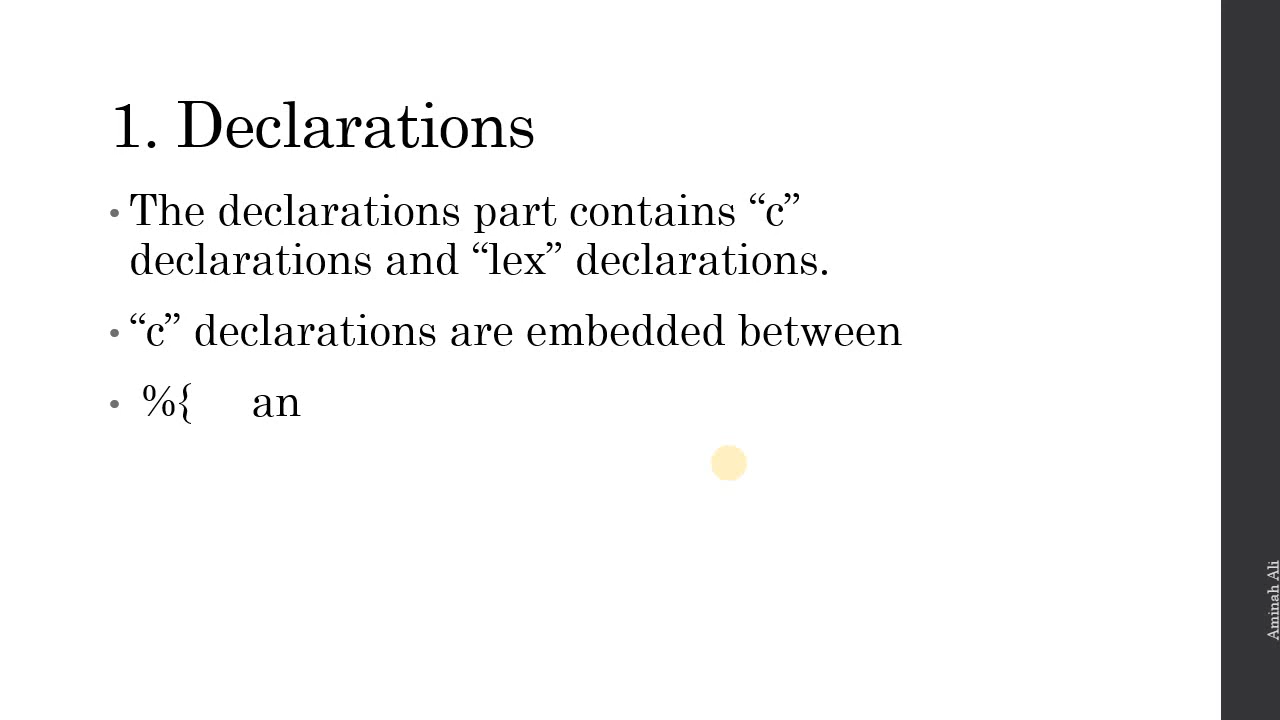 1. Declarations
• The declarations part contains “c”
declarations and “lex” declarations.
• “c” declarations are embedded between
• %{ an
Aminah Ali